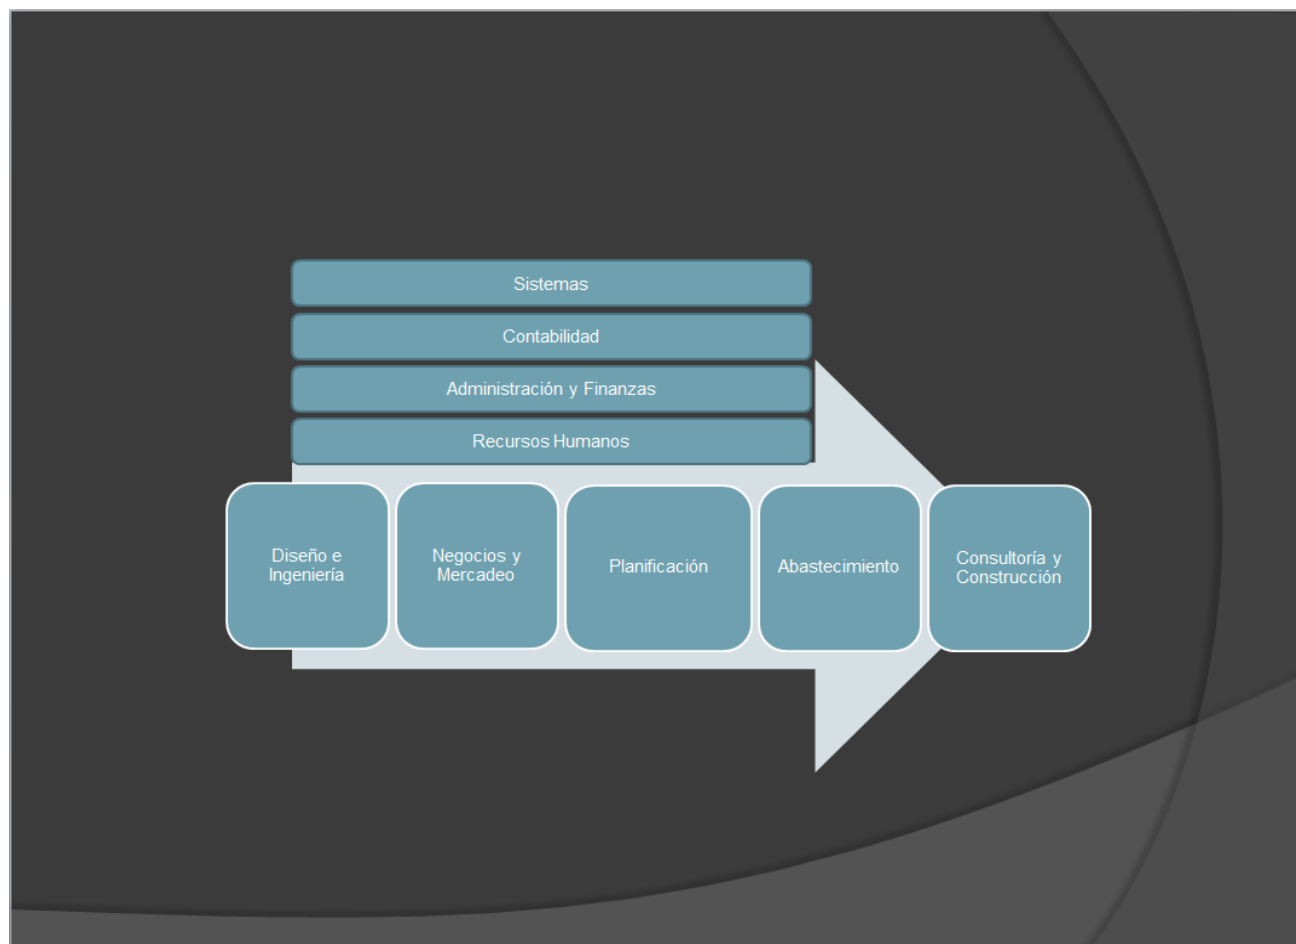 Sistemas
Contabilidad
Administración y Finanzas
Recursos Humanos
Diseño e
Ingeniería
Negocios y
Mercadeo
Planificación
Abastecimiento
Consultoría y
Construcción